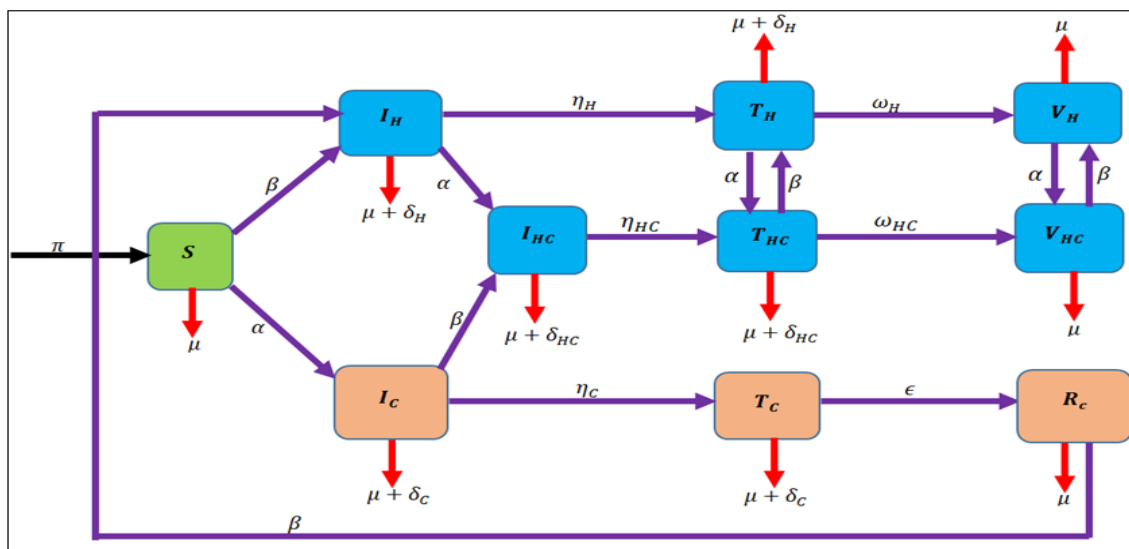 μ + δ_H
μ
I_H
η_H
T_H
ω_H
V_H
β
α
α
β
α
β
μ + δ_H
π
S
I_HC
η_HC
T_HC
ω_HC
V_HC
μ
α
β
μ + δ_HC
μ + δ_HC
μ
I_C
η_C
T_C
ϵ
R_c
μ + δ_C
μ + δ_C
μ
β